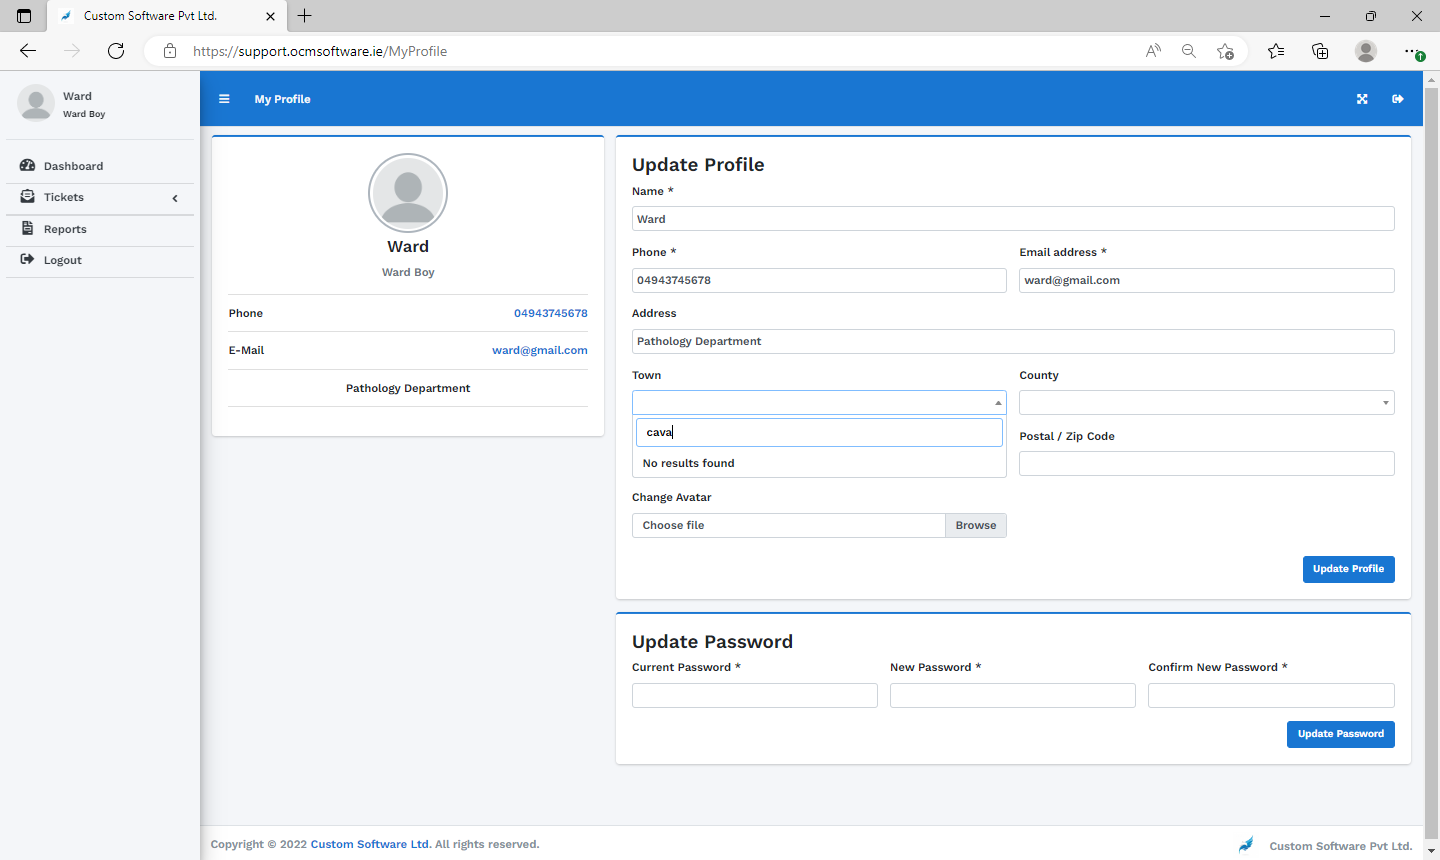 Custom Software Pvt Ltd.
https://support.ocmsoftware.ie/MyProfile
Ward
Ward Boy
Dashboard
Tickets
Reports
Logout
My Profile
Ward
Ward Boy
Phone 04943745678
E-Mail ward@gmail.com
Pathology Department
Update Profile
Name *
Ward
Phone * Email address *
04943745678 ward@gmail.com
Address
Pathology Department
Town County
cava
Postal / Zip Code
No results found
Change Avatar
Choose file Browse
Update Profile
Update Password
Current Password * New Password * Confirm New Password *
Update Password
Copyright © 2022 Custom Software Ltd. All rights reserved.
Custom Software Pvt Ltd.